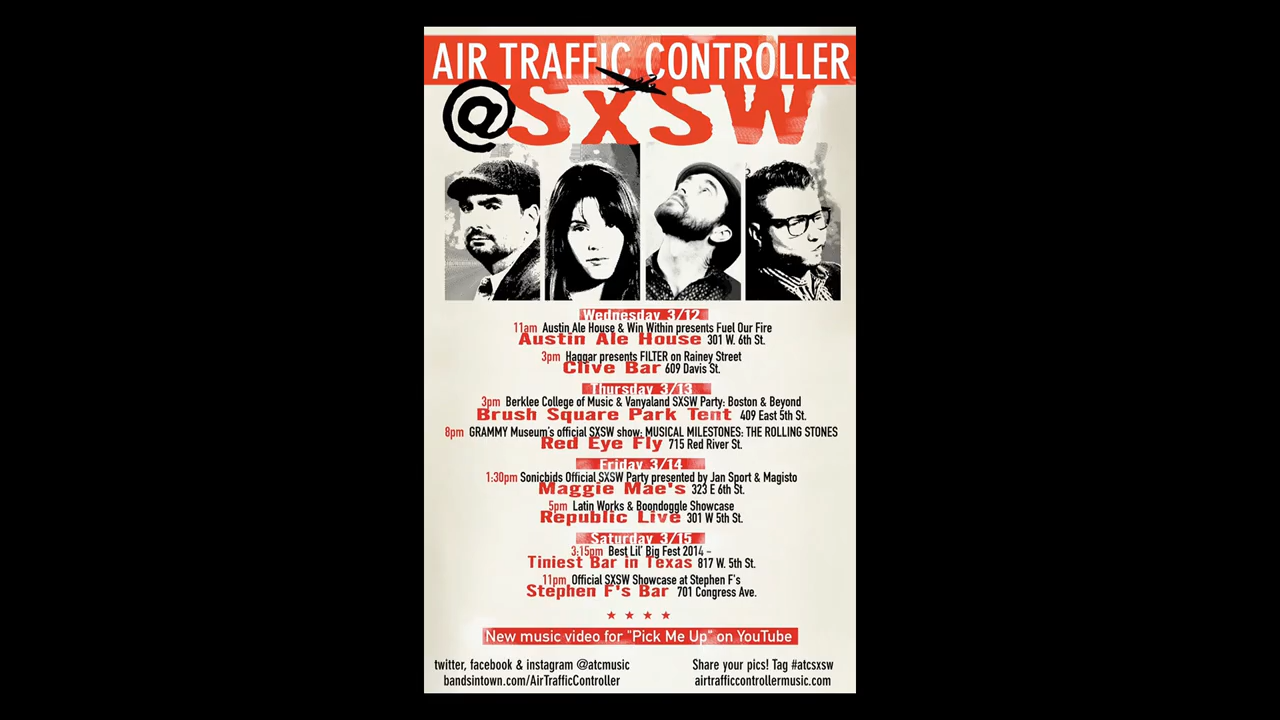 AIR TRAFFIC CONTROLLER
@SxSW
Wednesday 3/12
11am Austin Ale House & Win Within presents Fuel Our Fire
Austin Ale House 301 W. 6th St.
3pm Haggar presents FILTER on Rainey Street
Clive Bar 609 Davis St.
Thursday 3/13
3pm Berklee College of Music & Vanyaland SXSW Party: Boston & Beyond
Brush Square Park Tent 409 East 5th St.
8pm GRAMMY Museum's official SXSW show: MUSICAL MILESTONES: THE ROLLING STONES
Red Eye Fly 715 Red River St.
Friday 3/14
1:30pm Sonicbids Official SXSW Party presented by Jan Sport & Magisto
Maggie Mae's 323 E 6th St.
5pm Latin Works & Boondoggle Showcase
Republic Live 301 W 5th St.
Saturday 3/15
3:15pm Best Lil' Big Fest 2014 -
Tiniest Bar in Texas 817 W. 5th St.
11pm Official SXSW Showcase at Stephen F's
Stephen F's Bar 701 Congress Ave.
New music video for "Pick Me Up" on YouTube
twitter, facebook & instagram @atcmusic
bandsintown.com/AirTrafficController
Share your pics! Tag #atcsxsw
airtrafficcontrollermusic.com